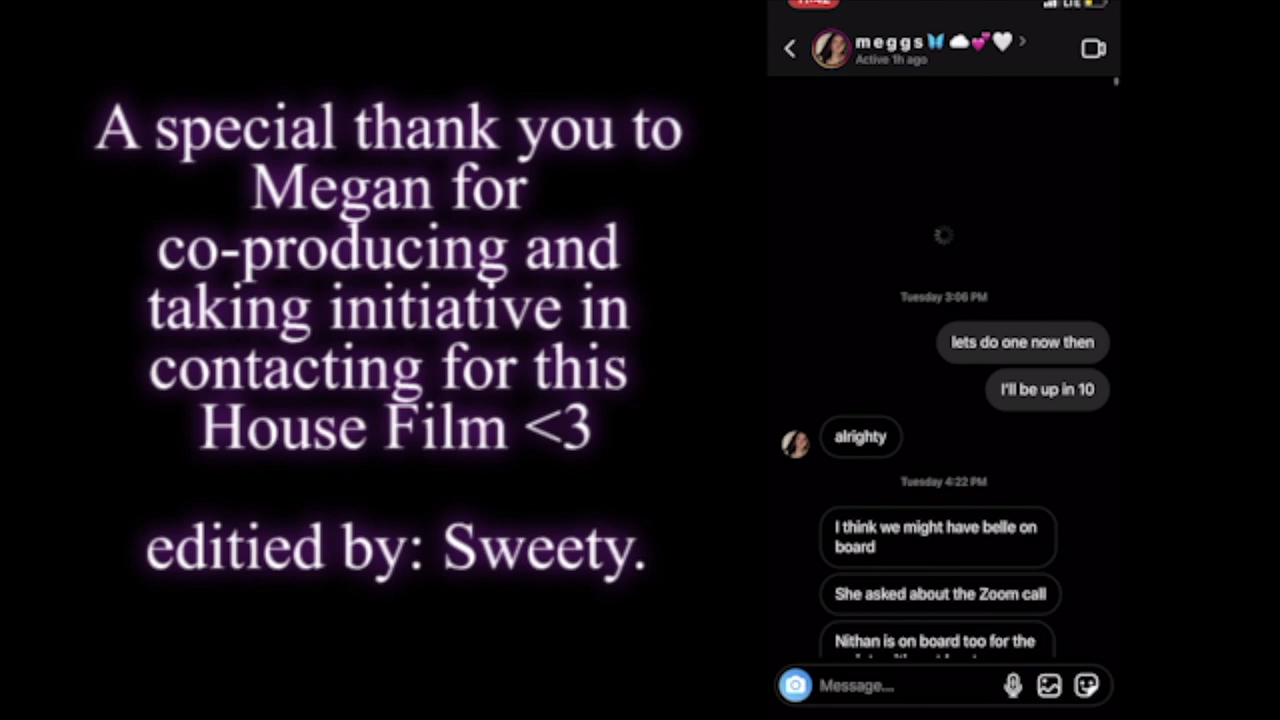 A special thank you to
Megan for
co-producing and
taking initiative in
contacting for this
House Film <3
editied by: Sweety.
LTE
meggs🦋☁️💕🤍 >
Active 1h ago
Tuesday 3:06 PM
lets do one now then
I'll be up in 10
alrighty
Tuesday 4:22 PM
I think we might have belle on
board
She asked about the Zoom call
Nithan is on board too for the
Message...